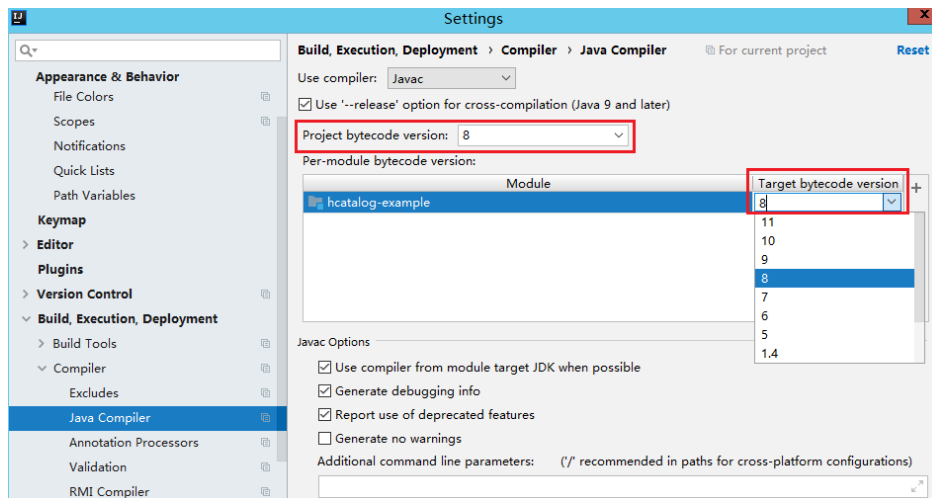 IJ
Settings
X
Appearance & Behavior
File Colors
Scopes
Notifications
Quick Lists
Path Variables
Keymap
Editor
Plugins
Version Control
Build, Execution, Deployment
Build Tools
Compiler
Excludes
Java Compiler
Annotation Processors
Validation
RMI Compiler
Build, Execution, Deployment › Compiler › Java Compiler
For current project
Reset
Use compiler: Javac
Use '--release' option for cross-compilation (Java 9 and later)
Project bytecode version: 8
Per-module bytecode version:
Module Target bytecode version +
hcatalog-example 8
11
10
9
8
7
6
5
1.4
Javac Options
Use compiler from module target JDK when possible
Generate debugging info
Report use of deprecated features
Generate no warnings
Additional command line parameters: ('/' recommended in paths for cross-platform configurations)